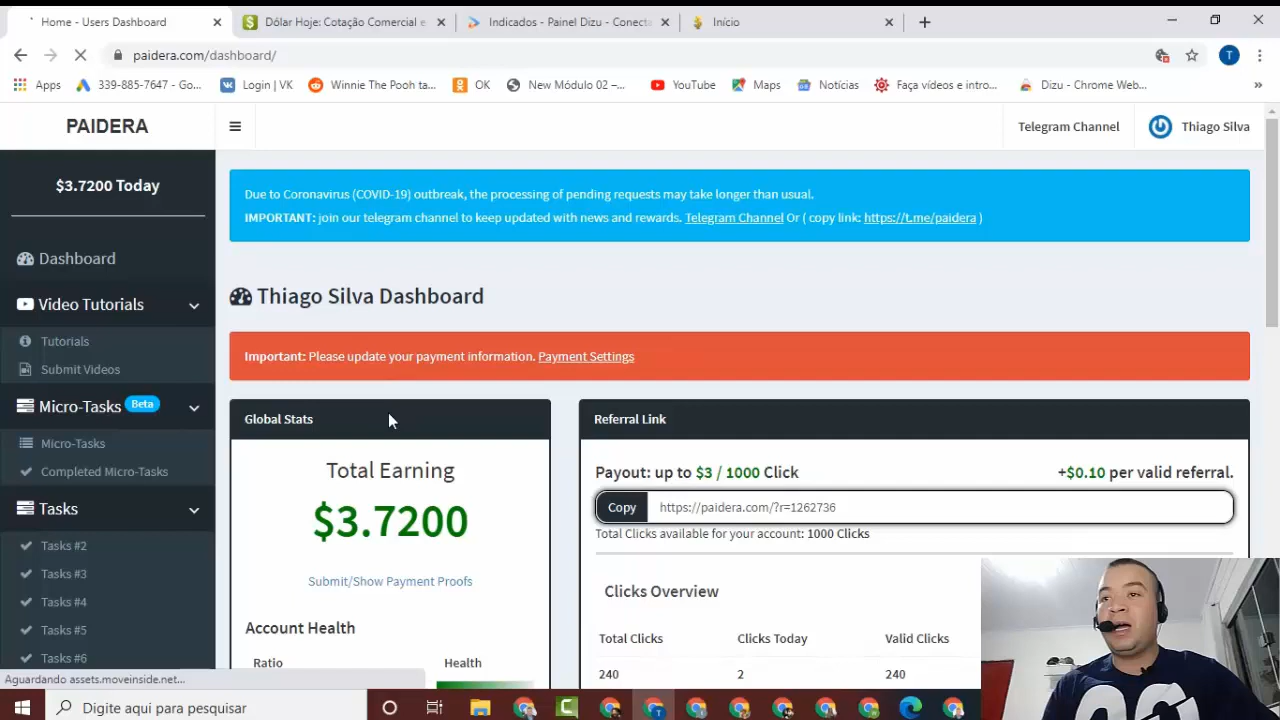 Home - Users Dashboard
Dólar Hoje: Cotação Comercial e
Indicados - Painel Dizu - Conect
Início
paidera.com/dashboard/
T
Apps
339-885-7647 - Go...
Login | VK
Winnie The Pooh ta...
OK
New Módulo 02 –...
YouTube
Maps
Notícias
Faça vídeos e intro...
Dizu - Chrome Web...
PAIDERA
Telegram Channel
Thiago Silva
$3.7200 Today
Dashboard
Video Tutorials
Tutorials
Submit Videos
Micro-Tasks Beta
Micro-Tasks
Completed Micro-Tasks
Tasks
Tasks #2
Tasks #3
Tasks #4
Tasks #5
Tasks #6
Due to Coronavirus (COVID-19) outbreak, the processing of pending requests may take longer than usual.
IMPORTANT: join our telegram channel to keep updated with news and rewards. Telegram Channel Or ( copy link: https://t.me/paidera )
Thiago Silva Dashboard
Important: Please update your payment information. Payment Settings
Global Stats
Total Earning
$3.7200
Submit/Show Payment Proofs
Account Health
Ratio
Health
Referral Link
Payout: up to $3 / 1000 Click
+$0.10 per valid referral.
Copy
https://paidera.com/?r=1262736
Total Clicks available for your account: 1000 Clicks
Clicks Overview
Total Clicks
Clicks Today
Valid Clicks
240
2
240
Aguardando assets.moveinside.net...
Digite aqui para pesquisar